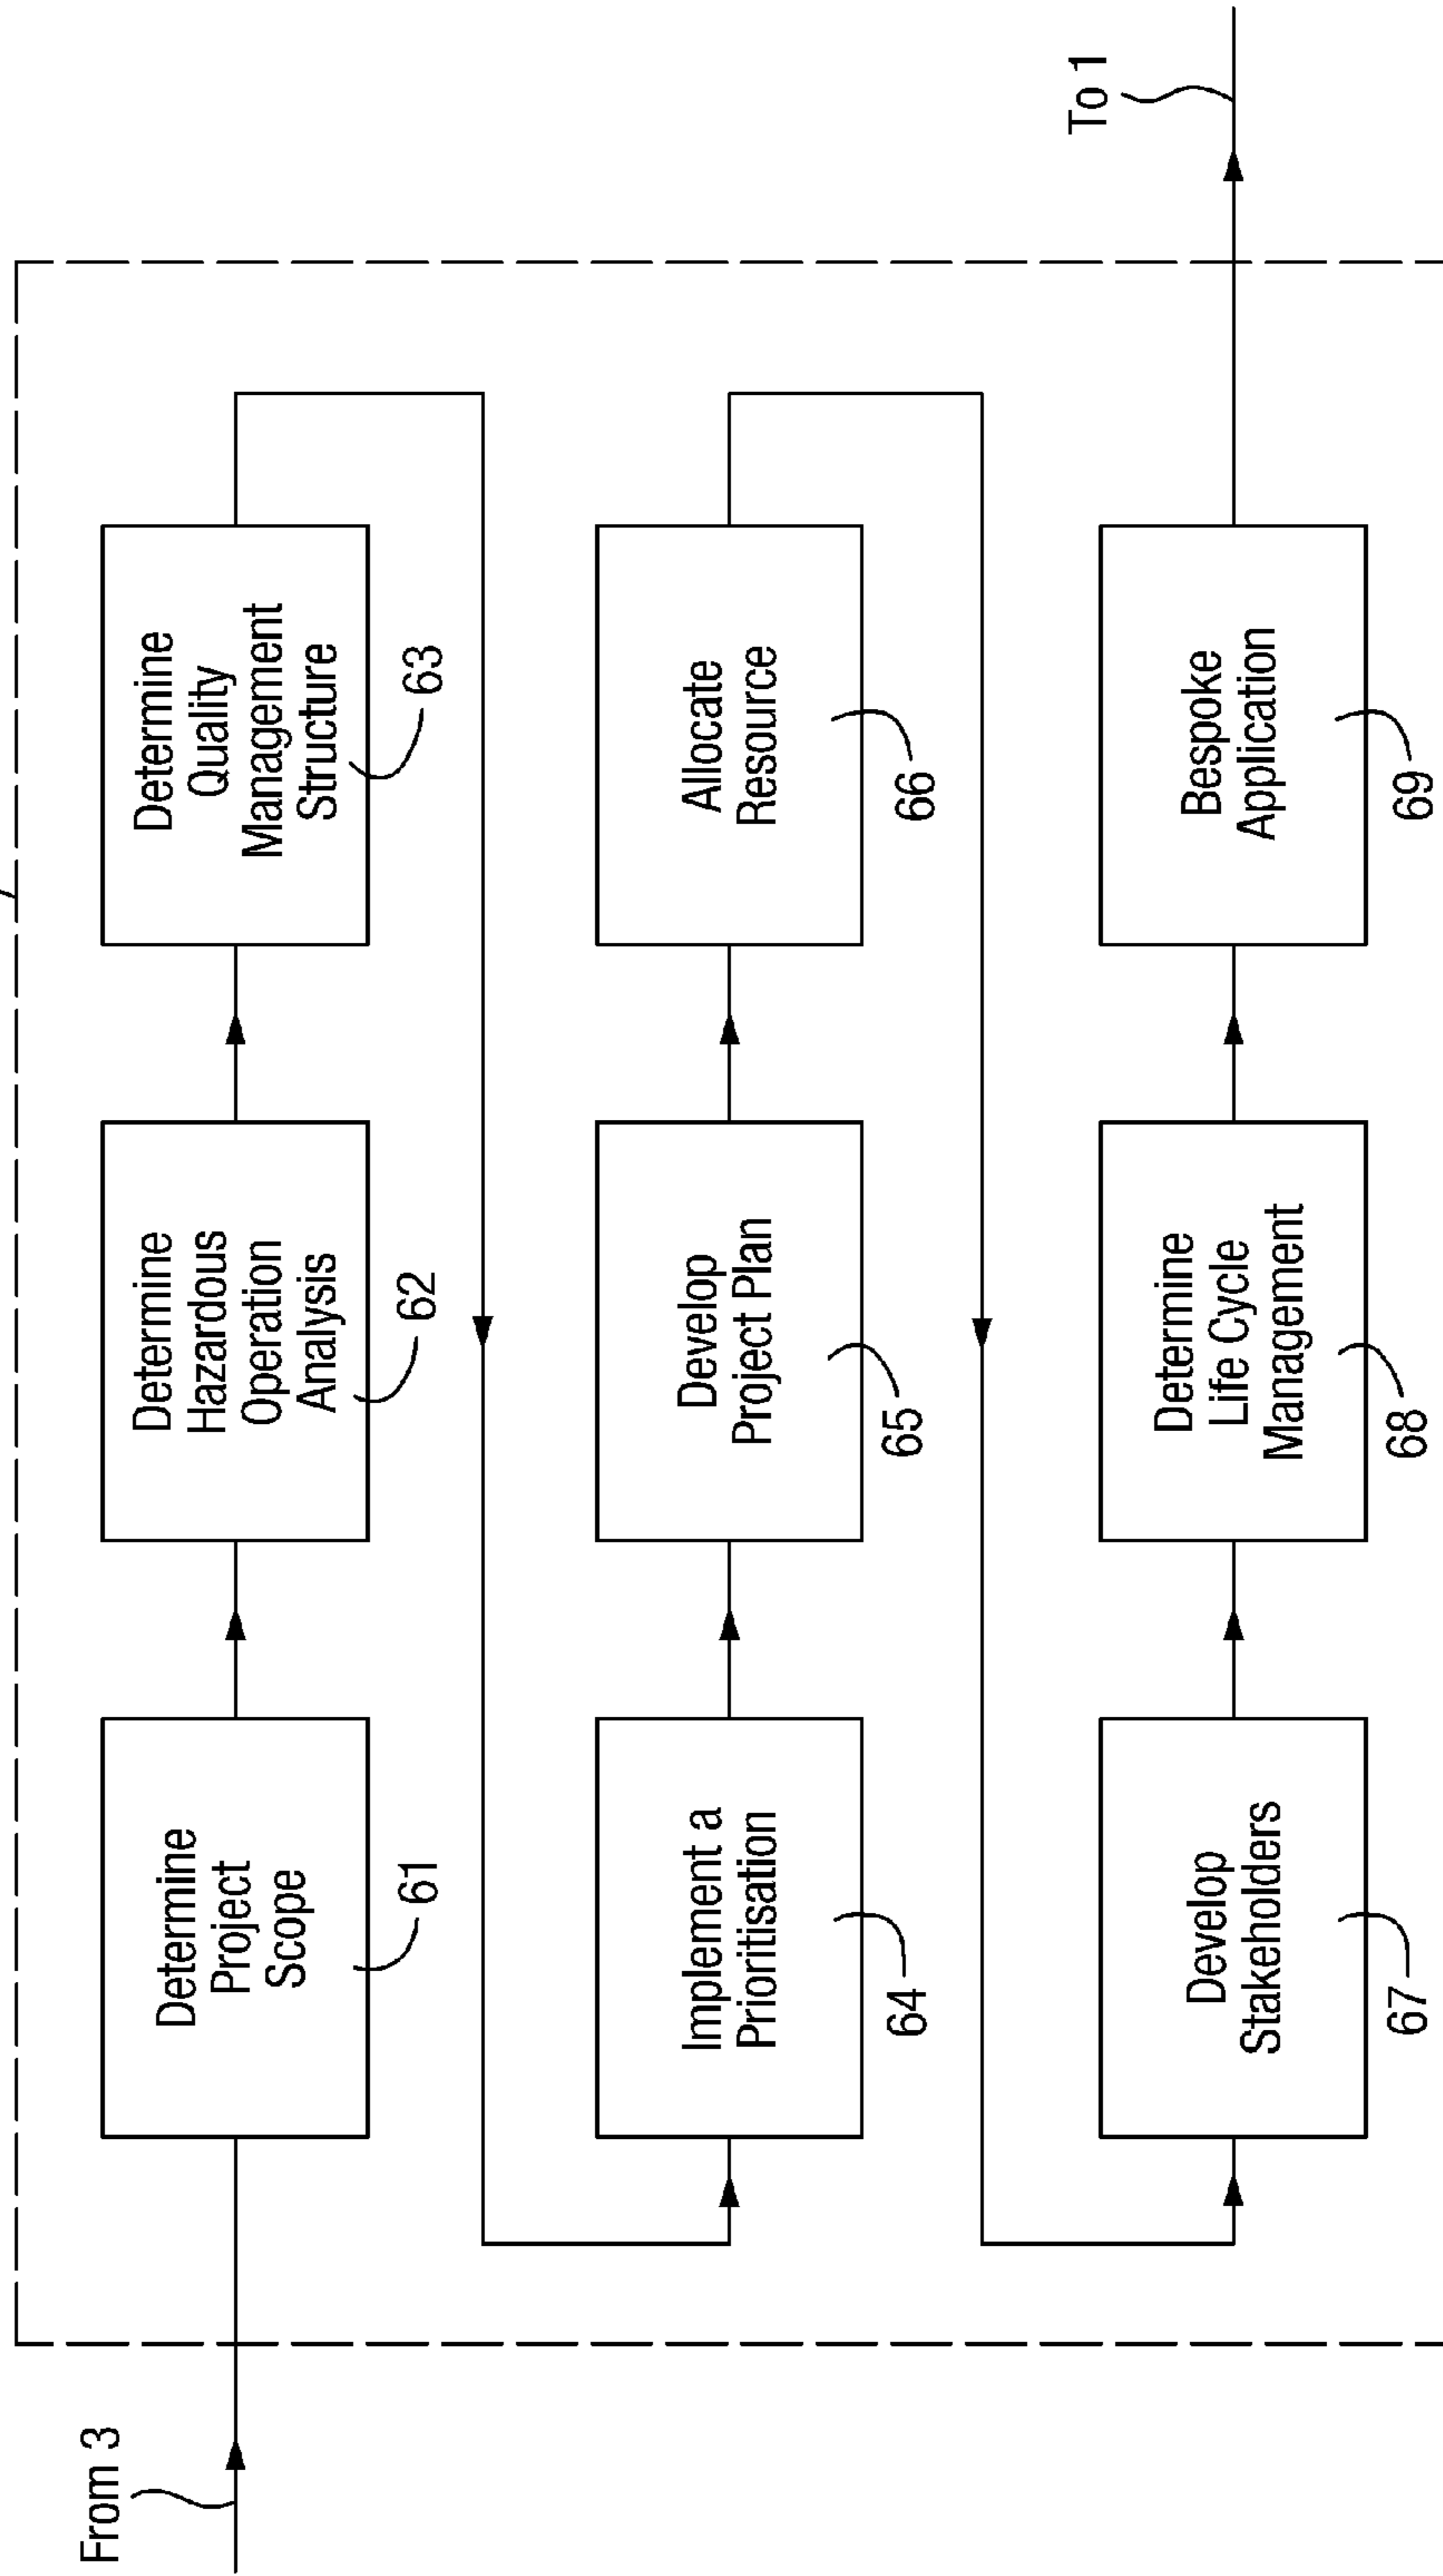 From 3
Determine
Project
Scope
61
Determine
Hazardous
Operation
Analysis
62
Determine
Quality
Management
Structure
63
Implement a
Prioritisation
64
Develop
Project Plan
65
Allocate
Resource
66
Develop
Stakeholders
67
Determine
Life Cycle
Management
68
Bespoke
Application
69
To 1